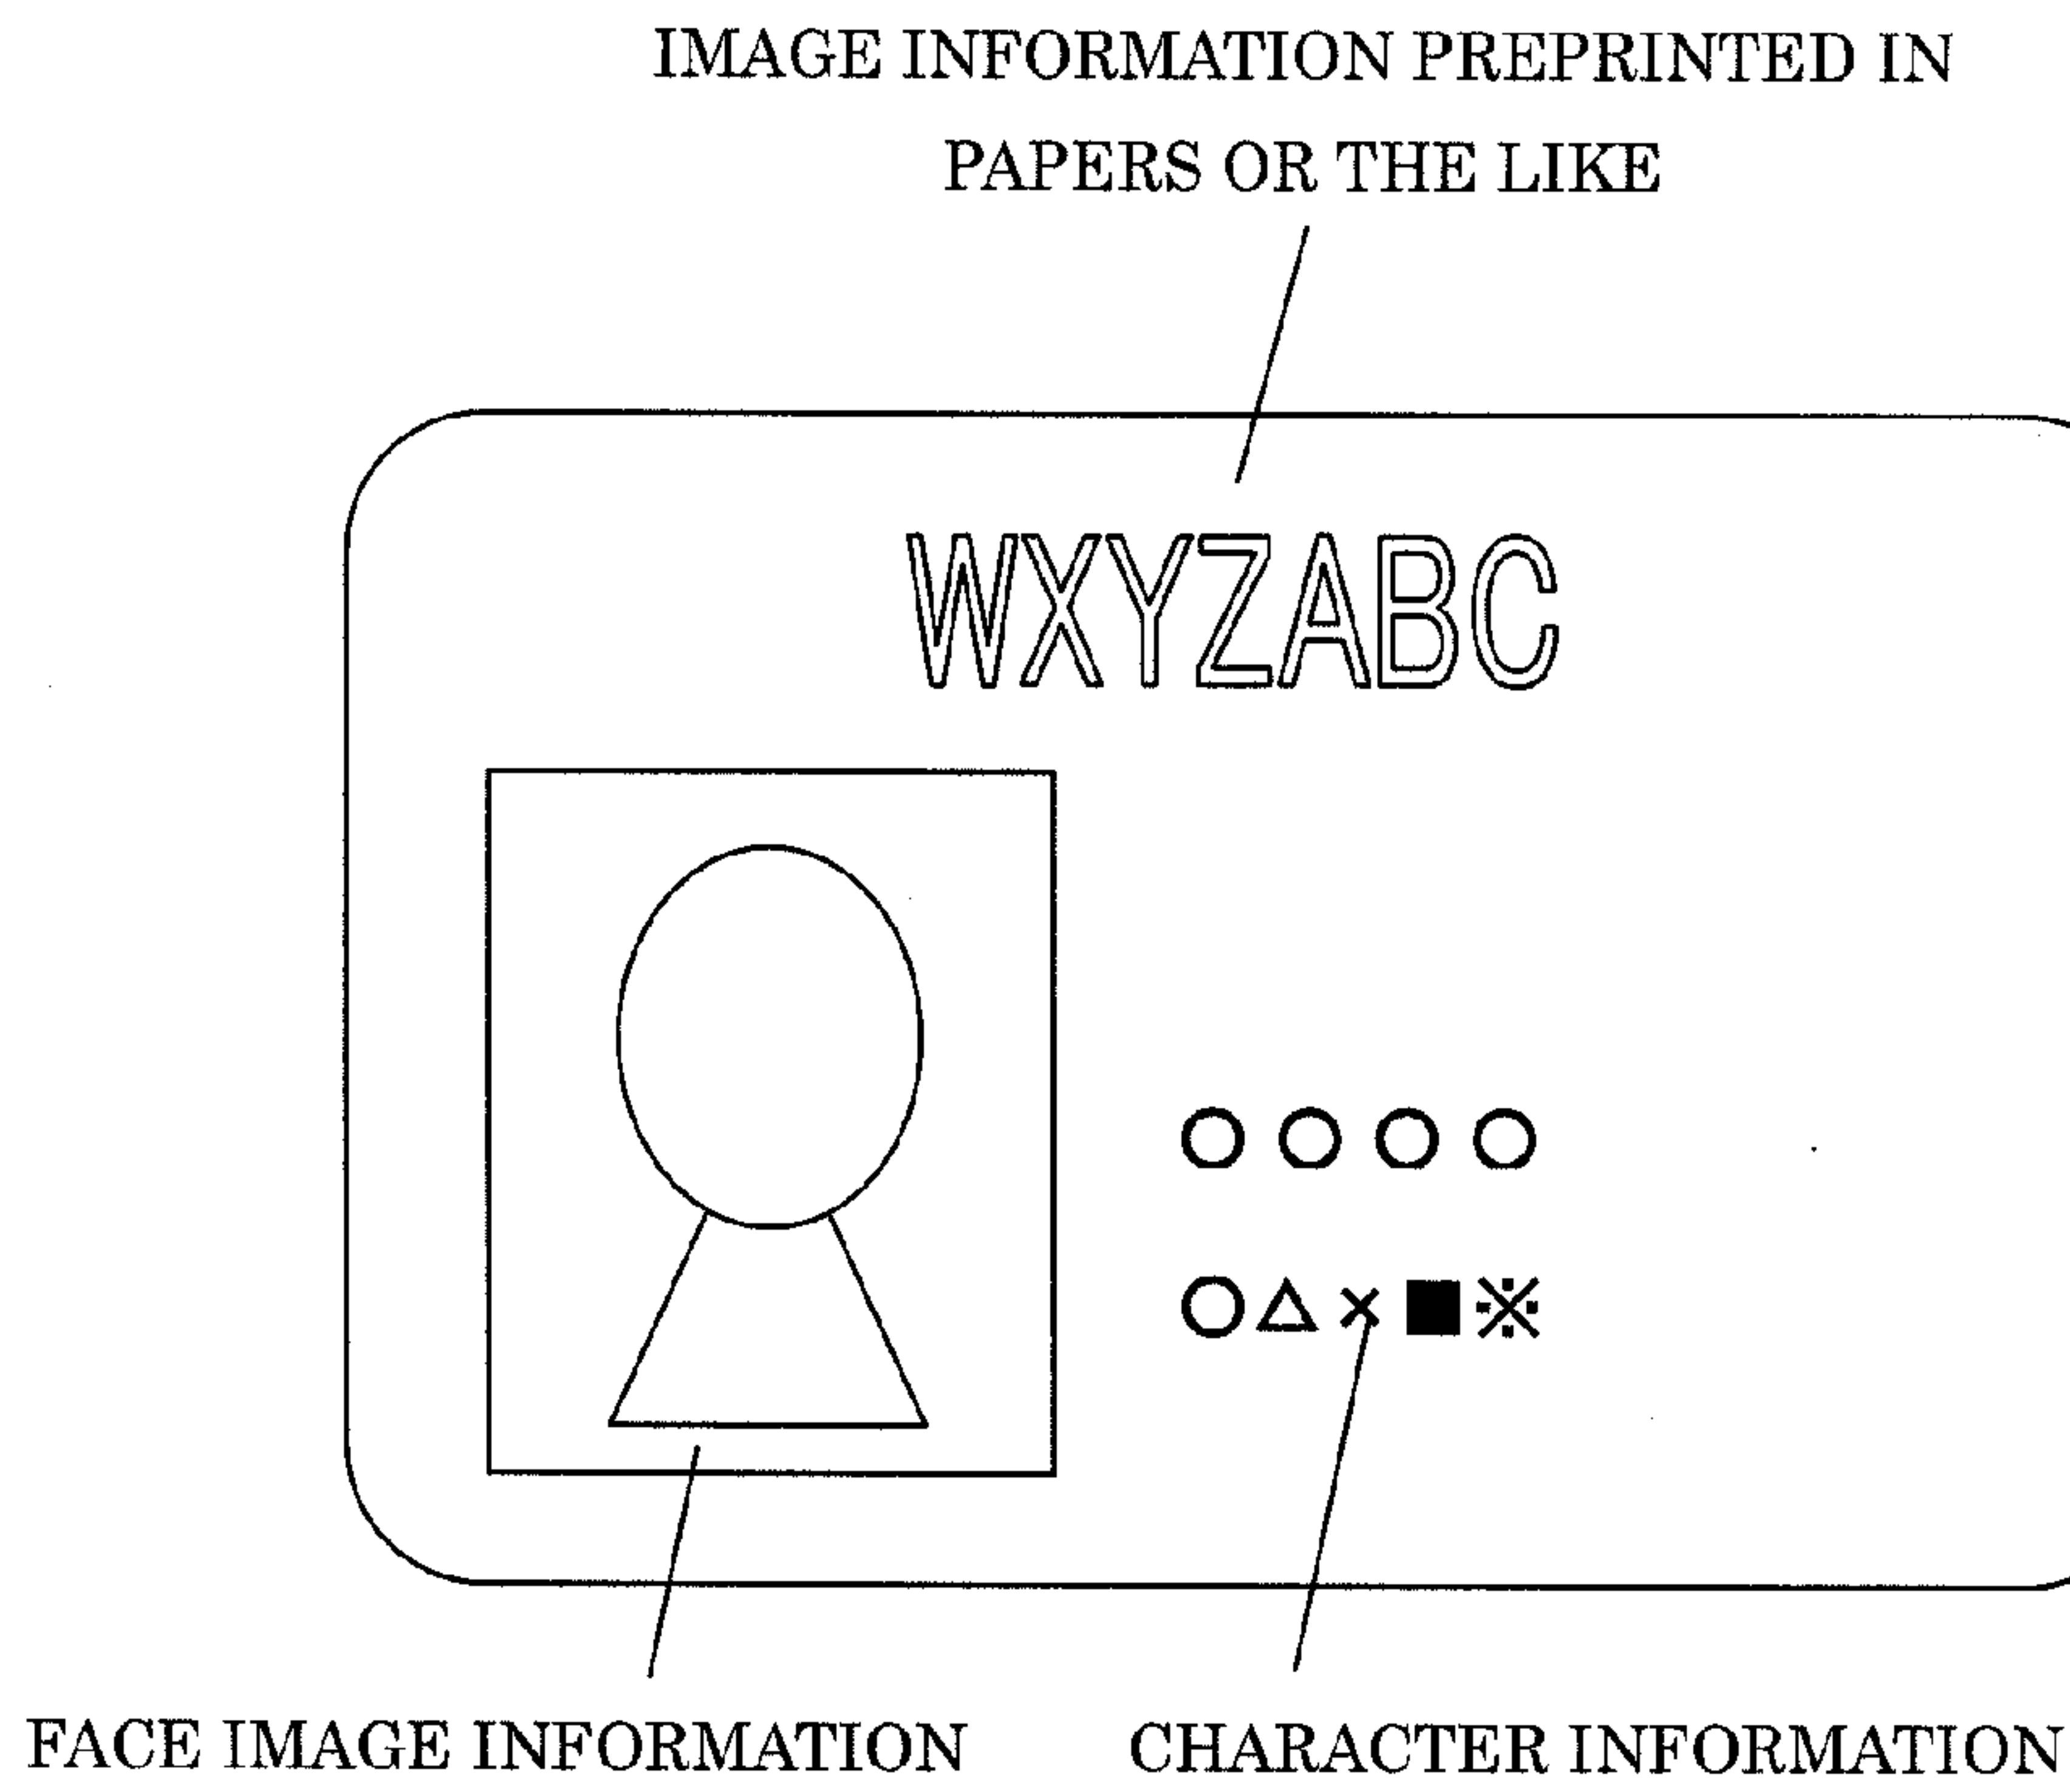 IMAGE INFORMATION PREPRINTED IN
PAPERS OR THE LIKE
WXYZABC
○ ○ ○ ○
○△×■※
FACE IMAGE INFORMATION
CHARACTER INFORMATION